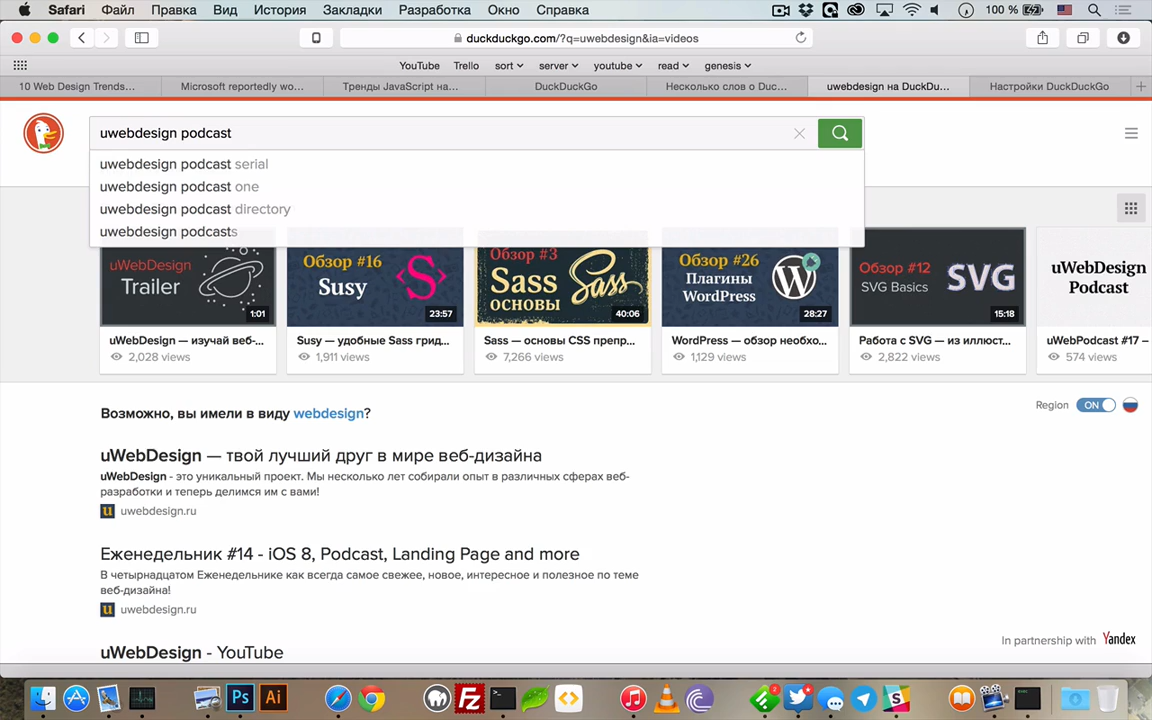 Safari Файл Правка Вид История Закладки Разработка Окно Справка 100 %
duckduckgo.com/?q=uwebdesign&ia=videos
YouTube Trello sort server youtube read genesis
10 Web Design Trends... Microsoft reportedly wo... Тренды JavaScript на... DuckDuckGo Несколько слов о Duc... uwebdesign на DuckDu... Настройки DuckDuckGo
uwebdesign podcast
uwebdesign podcast serial
uwebdesign podcast one
uwebdesign podcast directory
uwebdesign podcasts
uWebDesign
Trailer
1:01
Обзор #16
Susy
23:57
Обзор #3
Sass
основы
Sass
40:06
Обзор #26
Плагины
WordPress
28:27
Обзор #12
SVG Basics
SVG
15:18
uWebDesign
Podcast
uWebDesign — изучай веб-...
2,028 views
Susy — удобные Sass грид...
1,911 views
Sass — основы CSS препр...
7,266 views
WordPress — обзор необхо...
1,129 views
Работа с SVG — из иллюст...
2,822 views
uWebPodcast #17 –
574 views
Возможно, вы имели в виду webdesign?
Region ON
uWebDesign — твой лучший друг в мире веб-дизайна
uWebDesign - это уникальный проект. Мы несколько лет собирали опыт в различных сферах веб-
разработки и теперь делимся им с вами!
u uwebdesign.ru
Еженедельник #14 - iOS 8, Podcast, Landing Page and more
В четырнадцатом Еженедельнике как всегда самое свежее, новое, интересное и полезное по теме
веб-дизайна!
u uwebdesign.ru
In partnership with Yandex
uWebDesign - YouTube
Ps Ai Fz